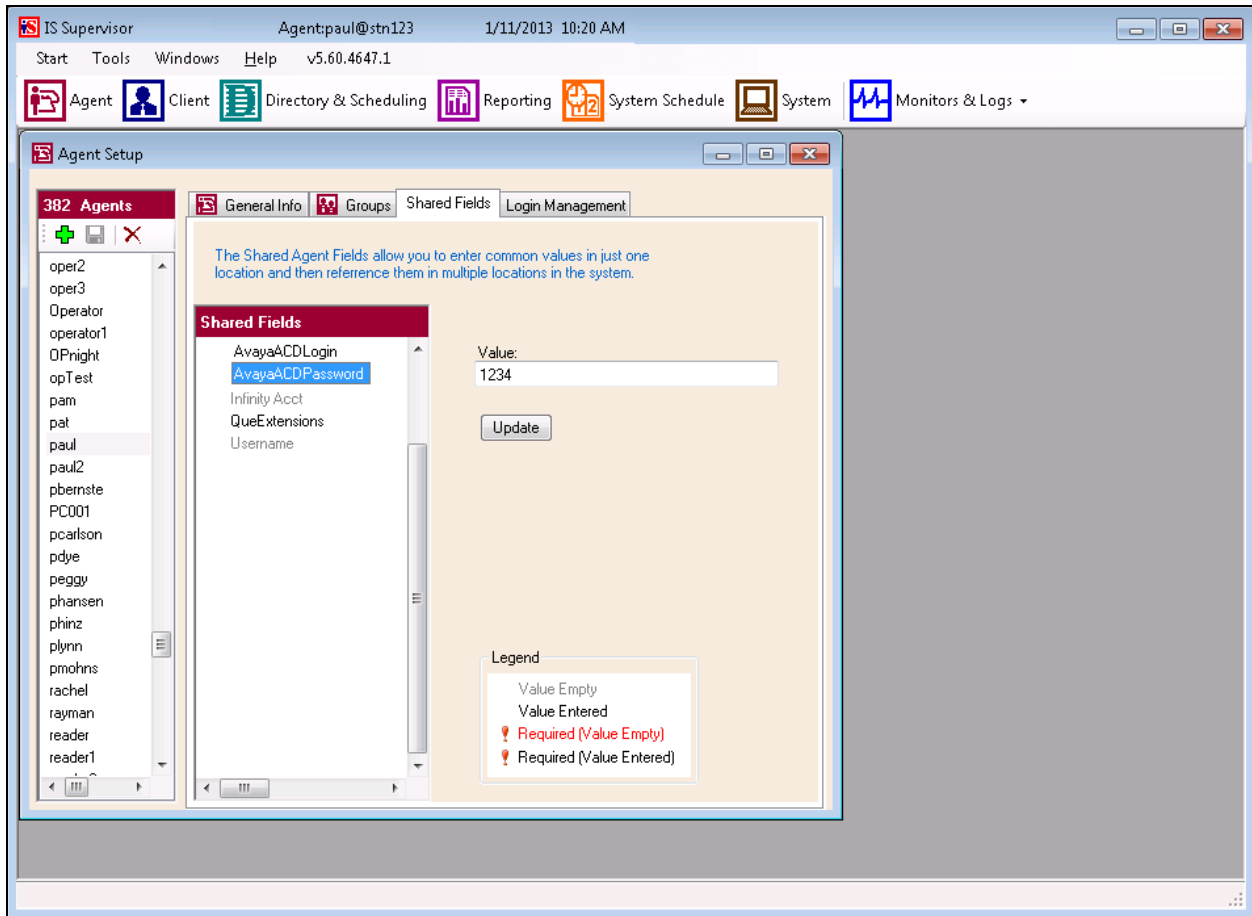 IS Supervisor Agent:paul@stn123 1/11/2013 10:20 AM
Start Tools Windows Help v5.60.4647.1
Agent Client Directory & Scheduling Reporting 2 System Schedule System Monitors & Logs
Agent Setup
382 Agents
oper2
oper3
Operator
operator1
OPnight
opTest
pam
pat
paul
paul2
pbernste
PC001
pcarlson
pdye
peggy
phansen
phinz
plynn
pmohns
rachel
rayman
reader
reader1
General Info Groups Shared Fields Login Management
The Shared Agent Fields allow you to enter common values in just one
location and then referrence them in multiple locations in the system.
Shared Fields
AvayaACDLogin
AvayaACDPassword
Infinity Acct
QueExtensions
Username
Value:
1234
Update
Legend
Value Empty
Value Entered
Required (Value Empty)
Required (Value Entered)